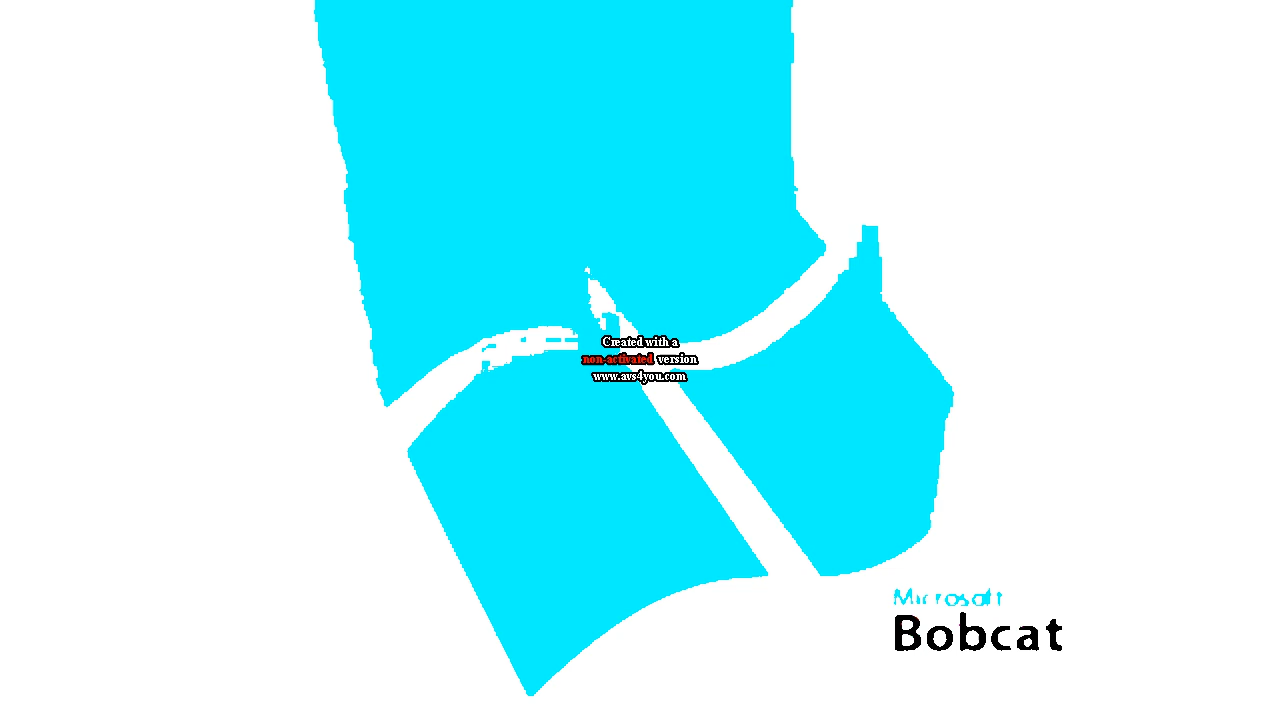 Created with a
non-activated version
www.avs4you.com
Microsoft
Bobcat